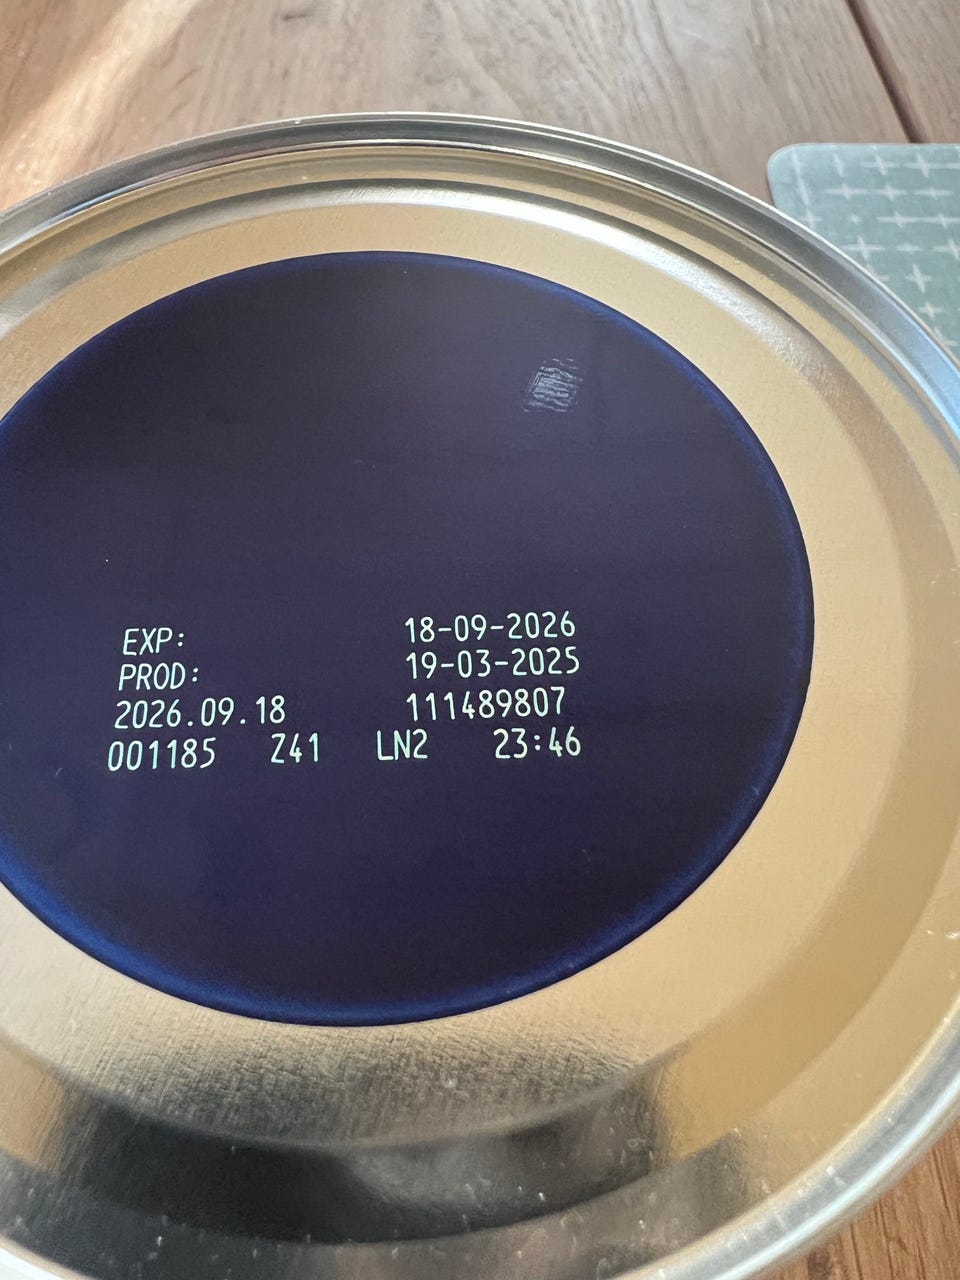 EXP: 18-09-2026
PROD: 19-03-2025
2026.09.18 111489807
001185 Z41 LN2 23:46